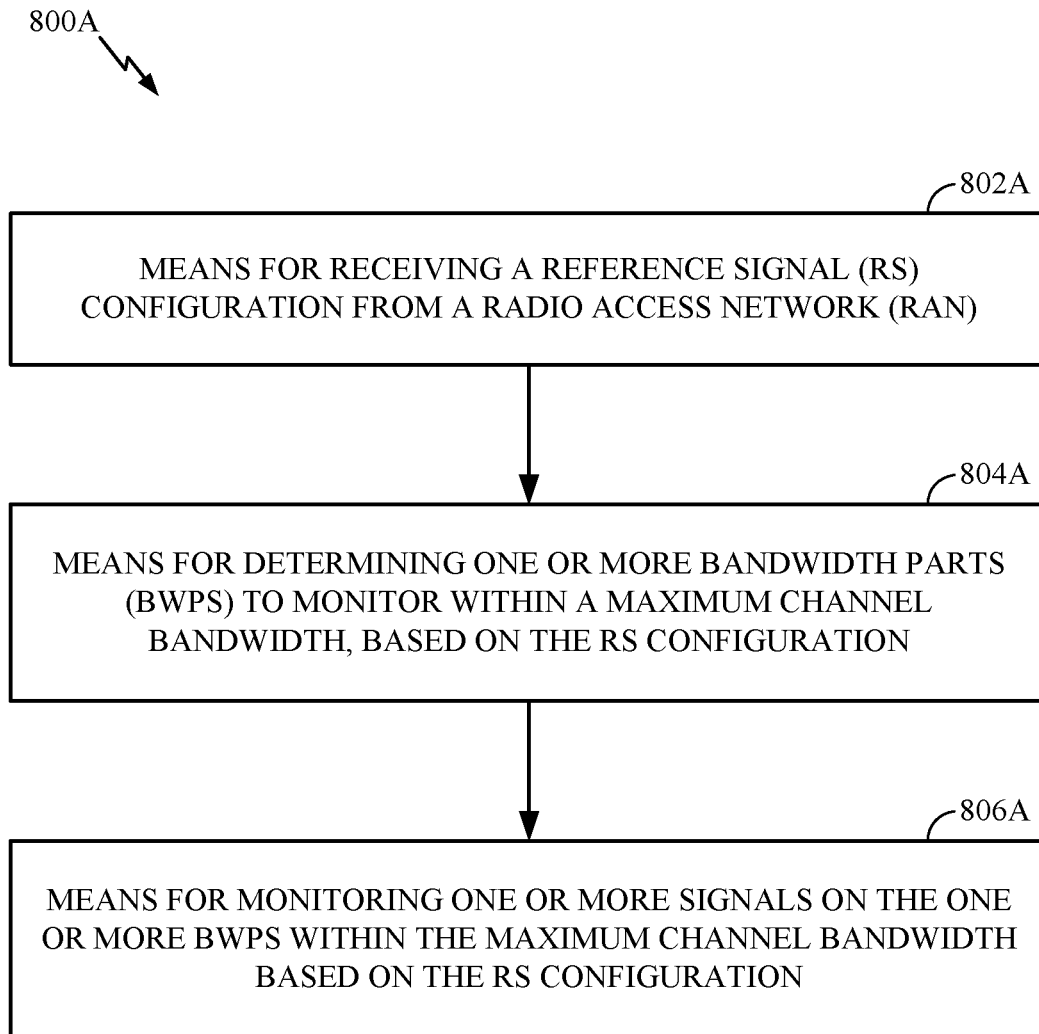 800A
802A
MEANS FOR RECEIVING A REFERENCE SIGNAL (RS)
CONFIGURATION FROM A RADIO ACCESS NETWORK (RAN)
804A
MEANS FOR DETERMINING ONE OR MORE BANDWIDTH PARTS
(BWPS) TO MONITOR WITHIN A MAXIMUM CHANNEL
BANDWIDTH, BASED ON THE RS CONFIGURATION
806A
MEANS FOR MONITORING ONE OR MORE SIGNALS ON THE ONE
OR MORE BWPS WITHIN THE MAXIMUM CHANNEL BANDWIDTH
BASED ON THE RS CONFIGURATION